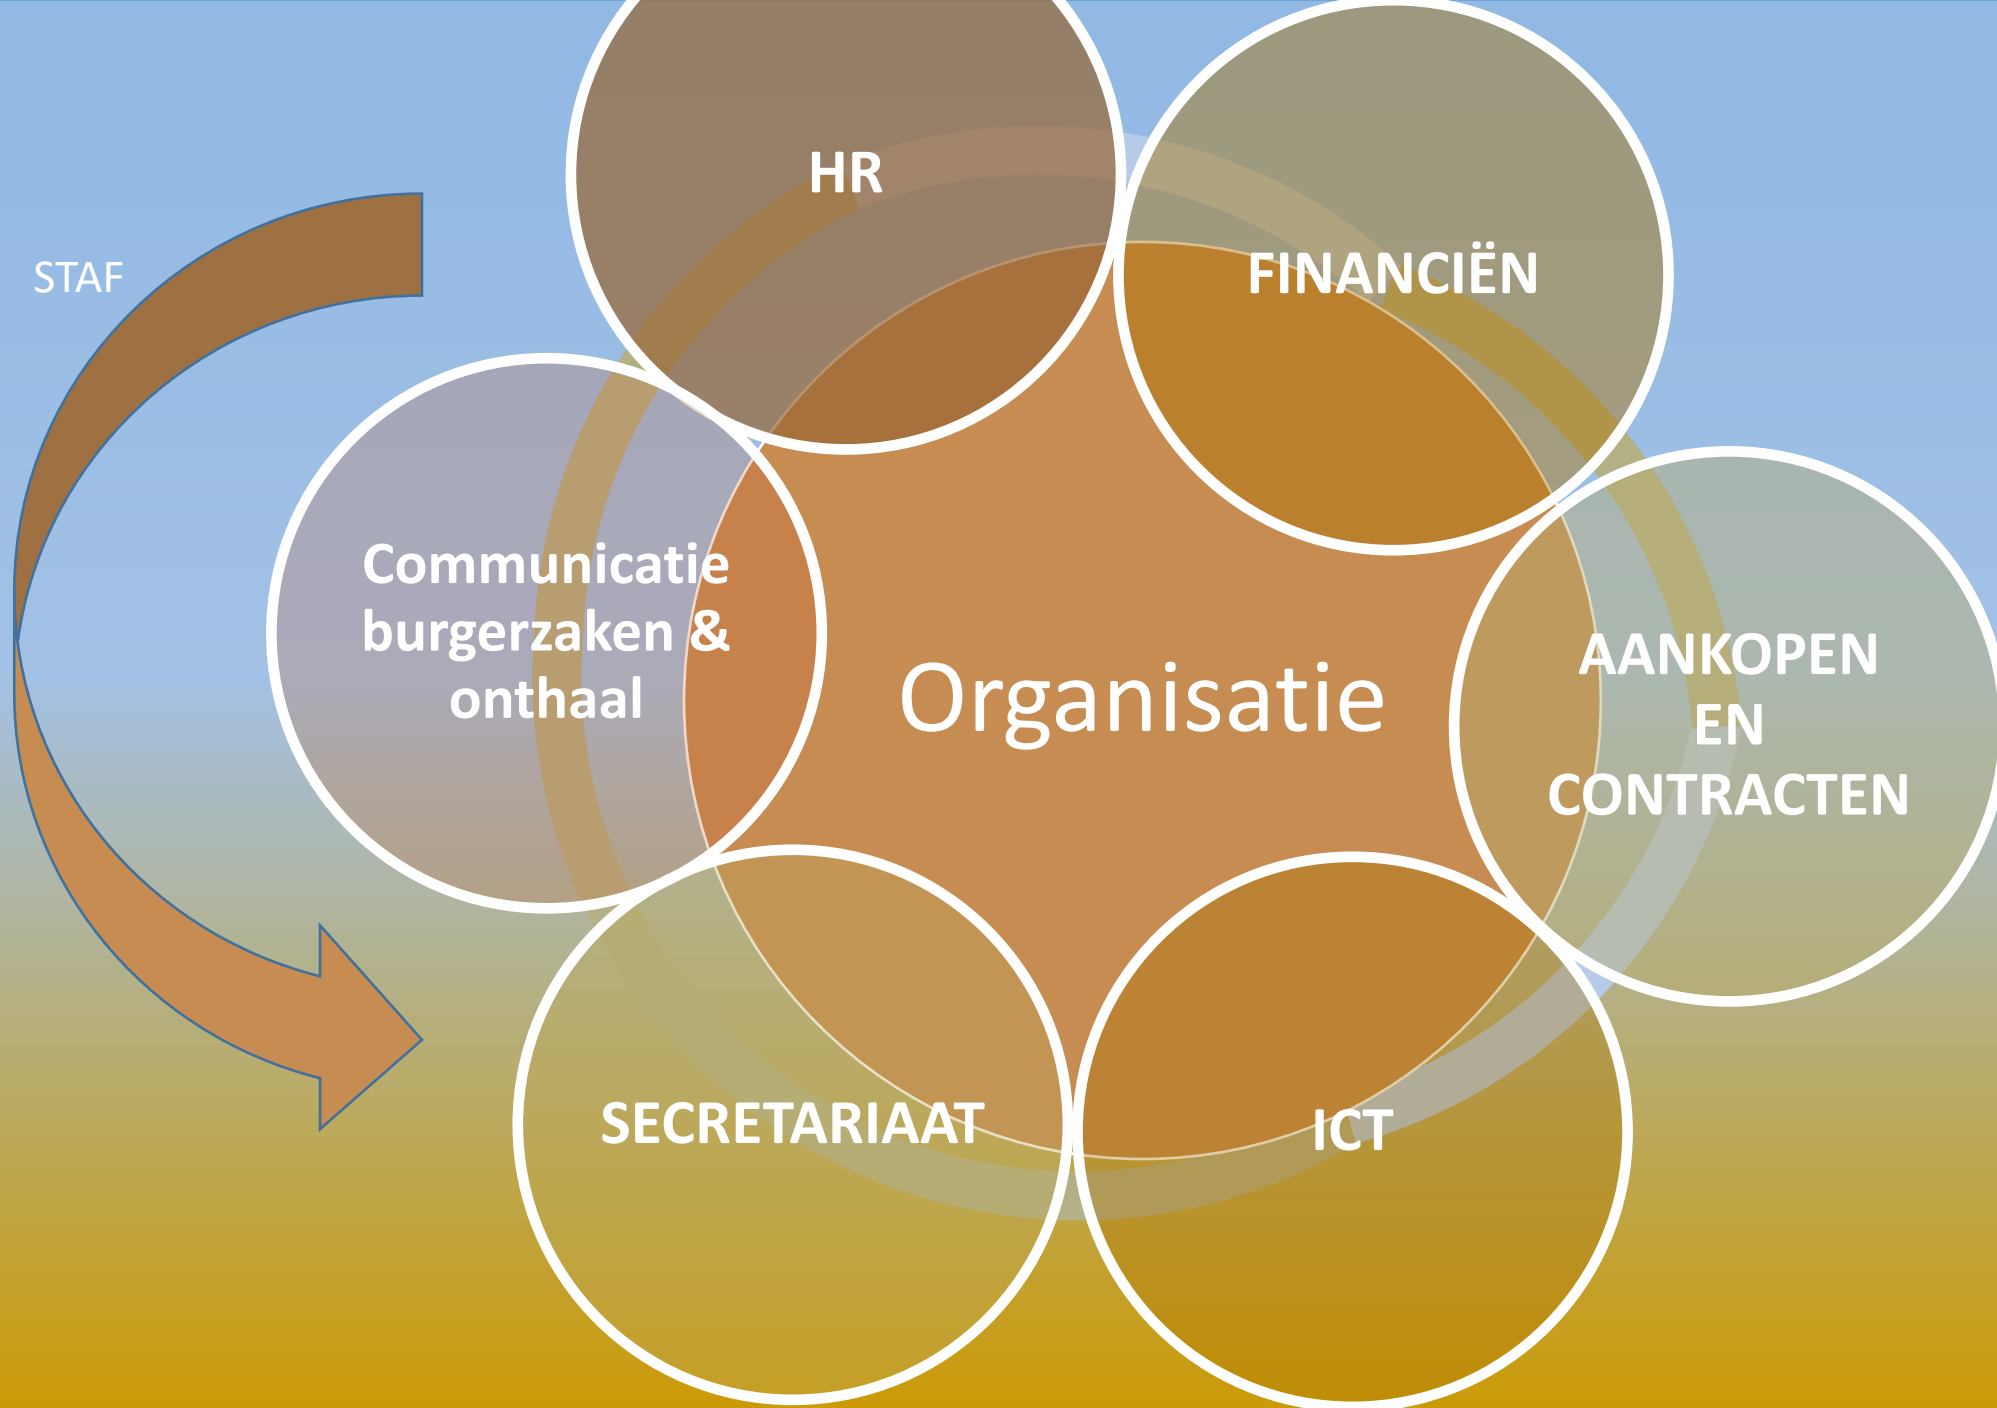 HR
FINANCIËN
STAF
Communicatie
burgerzaken &
onthaal
Organisatie
AANKOPEN
EN
CONTRACTEN
SECRETARIAAT
ICT